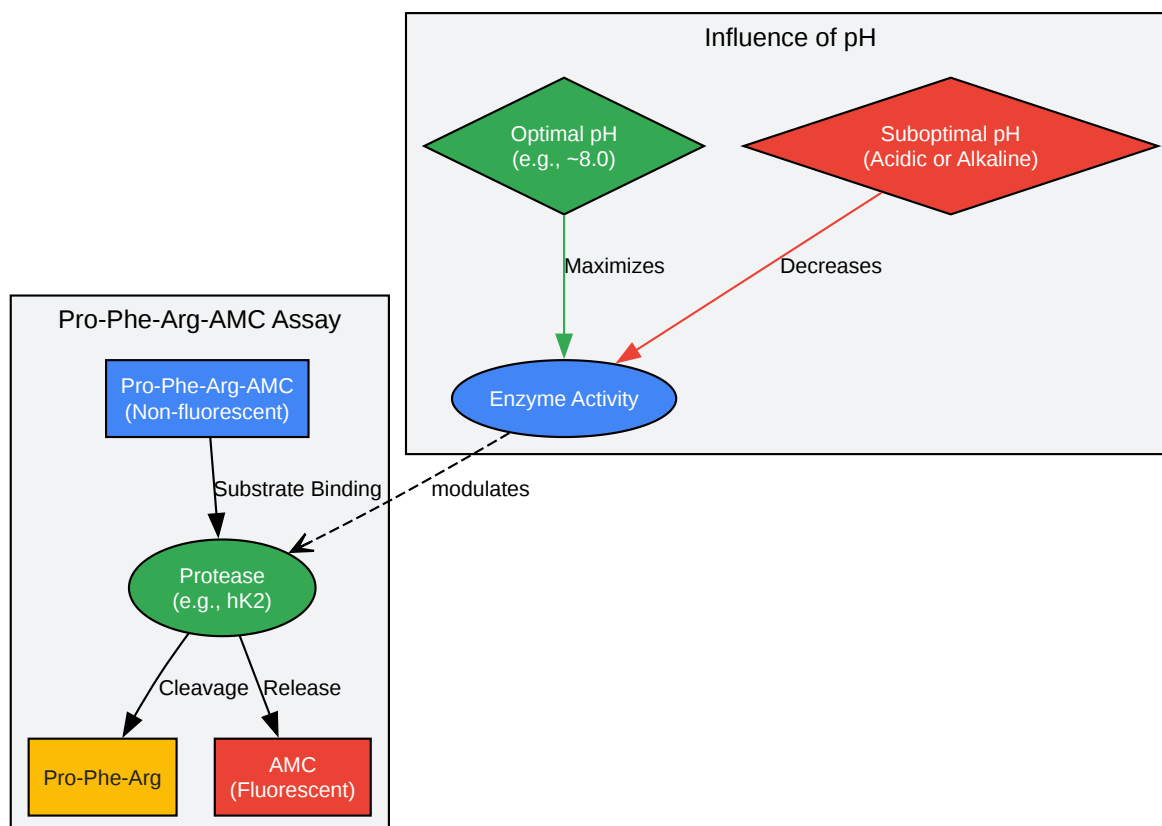 Influence of pH
Optimal pH
(e.g., ~8.0)
Suboptimal pH
(Acidic or Alkaline)
Maximizes
Decreases
Enzyme Activity
modulates
Pro-Phe-Arg-AMC Assay
Pro-Phe-Arg-AMC
(Non-fluorescent)
Substrate Binding
Protease
(e.g., hK2)
Cleavage
Release
Pro-Phe-Arg
AMC
(Fluorescent)